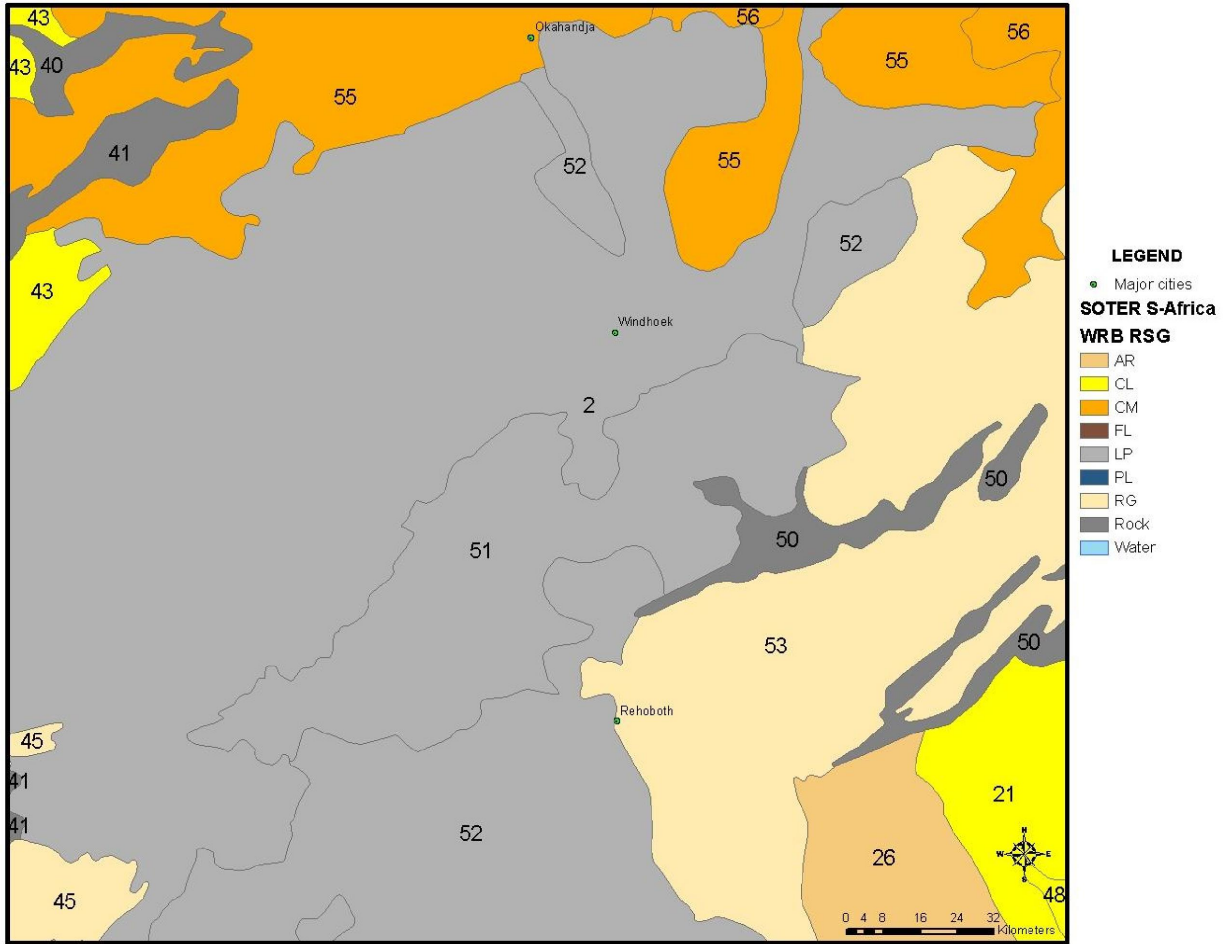 43
56
Okahandja
56
43
40
55
55
41
55
52
52
43
Windhoek
2
50
51
50
53
50
Rehoboth
45
41
21
41
52
26
45
48
N
W
E
S
0 4 8 16 24 32
Kilometers
LEGEND
Major cities
SOTER S-Africa
WRB RSG
AR
CL
CM
FL
LP
PL
RG
Rock
Water